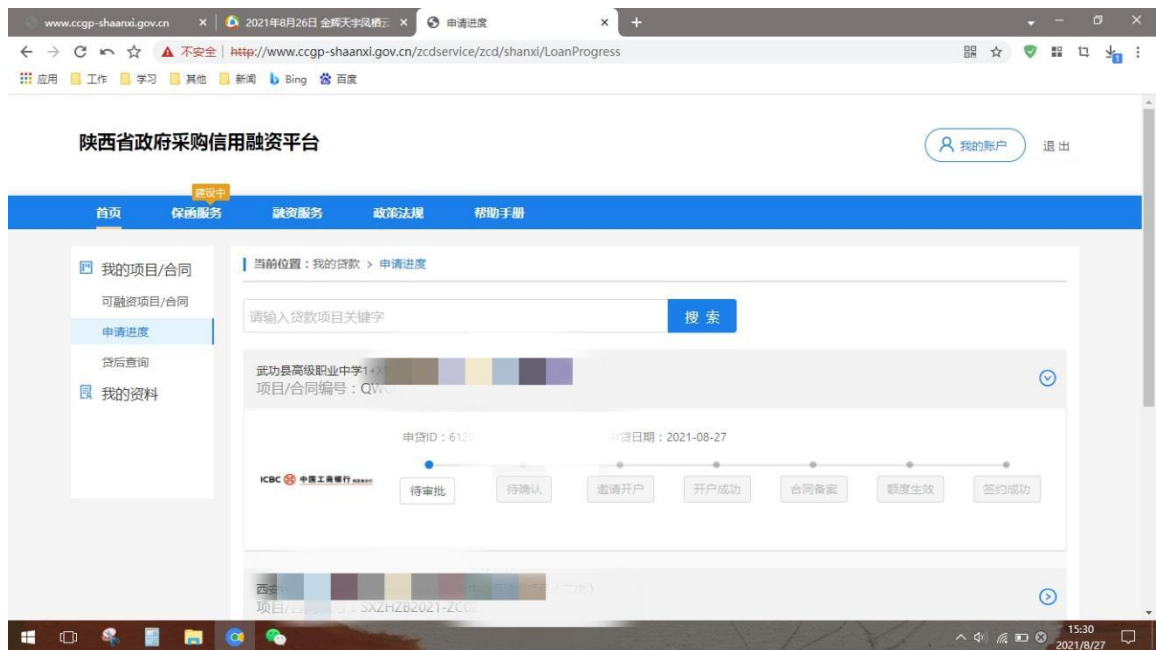 www.ccgp-shaanxi.gov.cn
2021年8月26日 金辉天宇凤栖云
申请进度
不安全
http://www.ccgp-shaanxi.gov.cn/zcdservice/zcd/shanxi/LoanProgress
应用 工作 学习 其他 新闻 Bing 百度
陕西省政府采购信用融资平台
我的账户 退出
建设中
首页 保函服务 融资服务 政策法规 帮助手册
我的项目/合同
可融资项目/合同
申请进度
贷后查询
我的资料
当前位置：我的贷款 > 申请进度
请输入贷款项目关键字 搜索
武功县高级职业中学1+X
项目/合同编号：QW
申贷ID：612 申贷日期：2021-08-27
ICBC 中国工商银行
待审批 待确认 邀请开户 开户成功 合同备案 额度生效 签约成功
西安
项目/ ：SXZHZB2021-ZC
15:30
2021/8/27